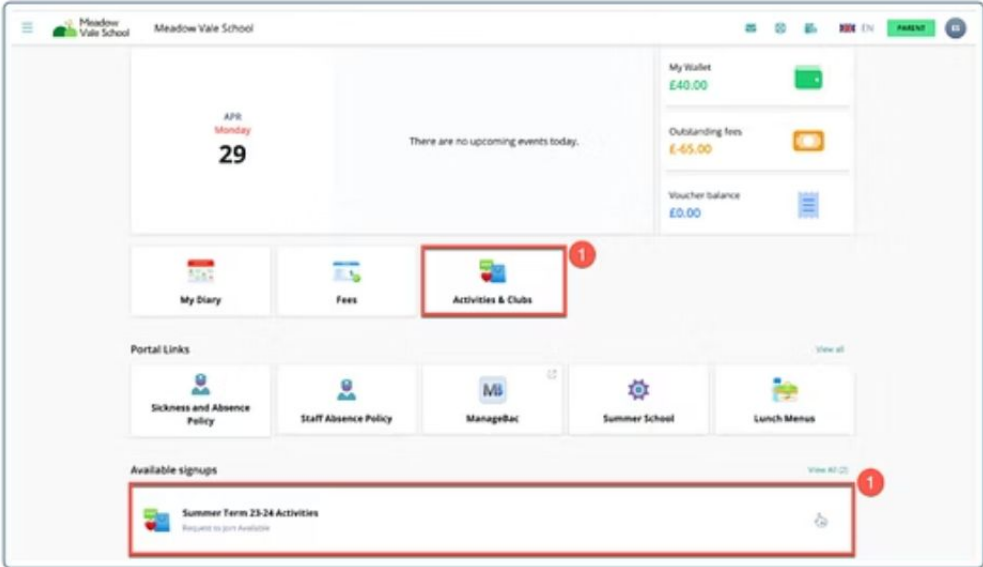 Meadow
Vale School
Meadow Vale School
EN
PARENT
ES
My Wallet
£40.00
APR
Monday
29
There are no upcoming events today.
Outstanding fees
£-65.00
Voucher balance
£0.00
1
My Diary
Fees
Activities & Clubs
Portal Links
View all
Sickness and Absence
Policy
Staff Absence Policy
MB
ManageBac
Summer School
Lunch Menus
Available signups
View All (2)
1
Summer Term 23-24 Activities
Request to Join Available